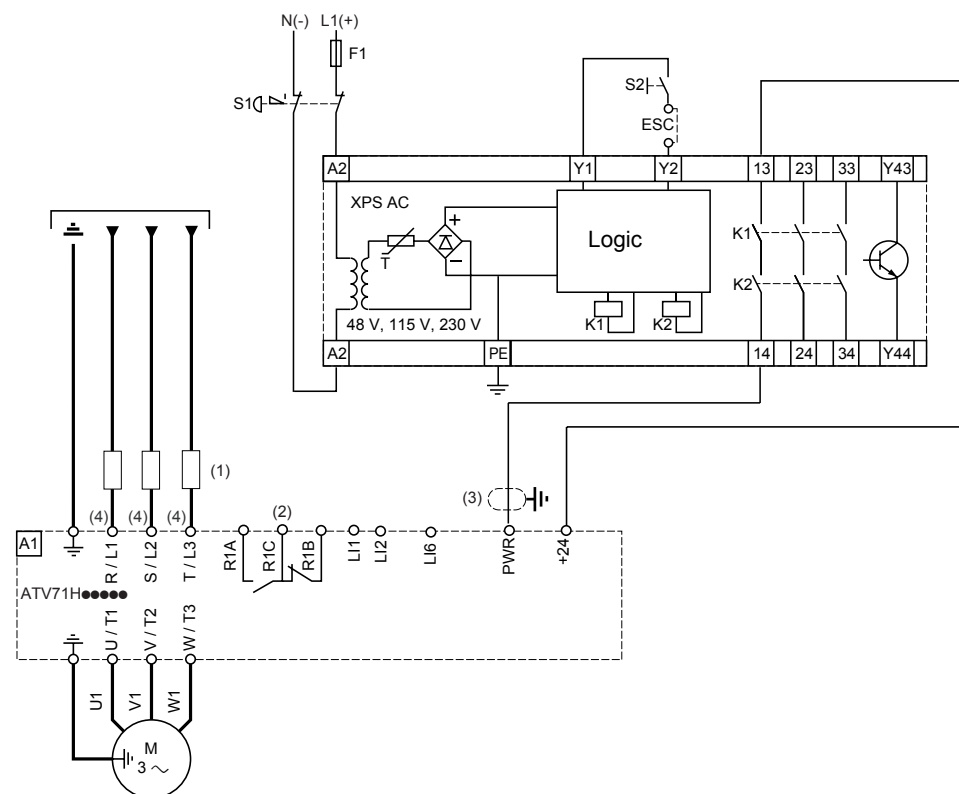 N(-) L1(+)
F1
S1
S2
ESC
A2 Y1 Y2 13 23 33 Y43
XPS AC
+
Logic
T
−
K1
K2
48 V, 115 V, 230 V
K1 K2
A2 PE 14 24 34 Y44
(1)
(2)
(3)
(4) (4) (4)
A1
R / L1
S / L2
T / L3
R1A
R1C
R1B
LI1
LI2
LI6
PWR
+24
ATV71H●●●●●
U / T1
V / T2
W / T3
U1
V1
W1
M
3 ~